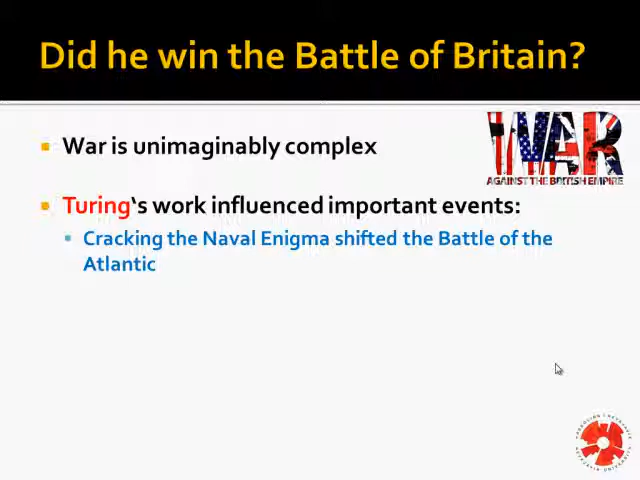 Did he win the Battle of Britain?
War is unimaginably complex
WAR
AGAINST THE BRITISH EMPIRE
Turing‘s work influenced important events:
Cracking the Naval Enigma shifted the Battle of the
Atlantic